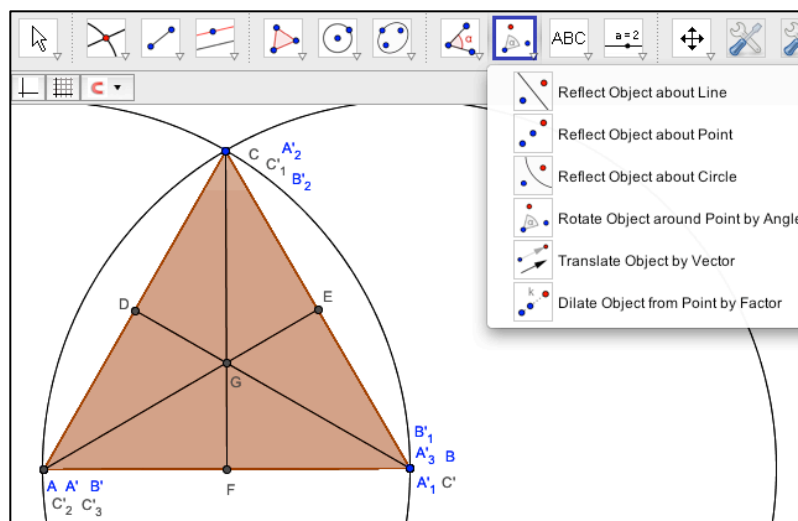 α α ABC a=2
C
Reflect Object about Line
Reflect Object about Point
Reflect Object about Circle
Rotate Object around Point by Angle
Translate Object by Vector
k
Dilate Object from Point by Factor
C C'1 A'2
B'2
D E
G
B'1
A'3 B
A A' B' F A'1 C'
C'2 C'3